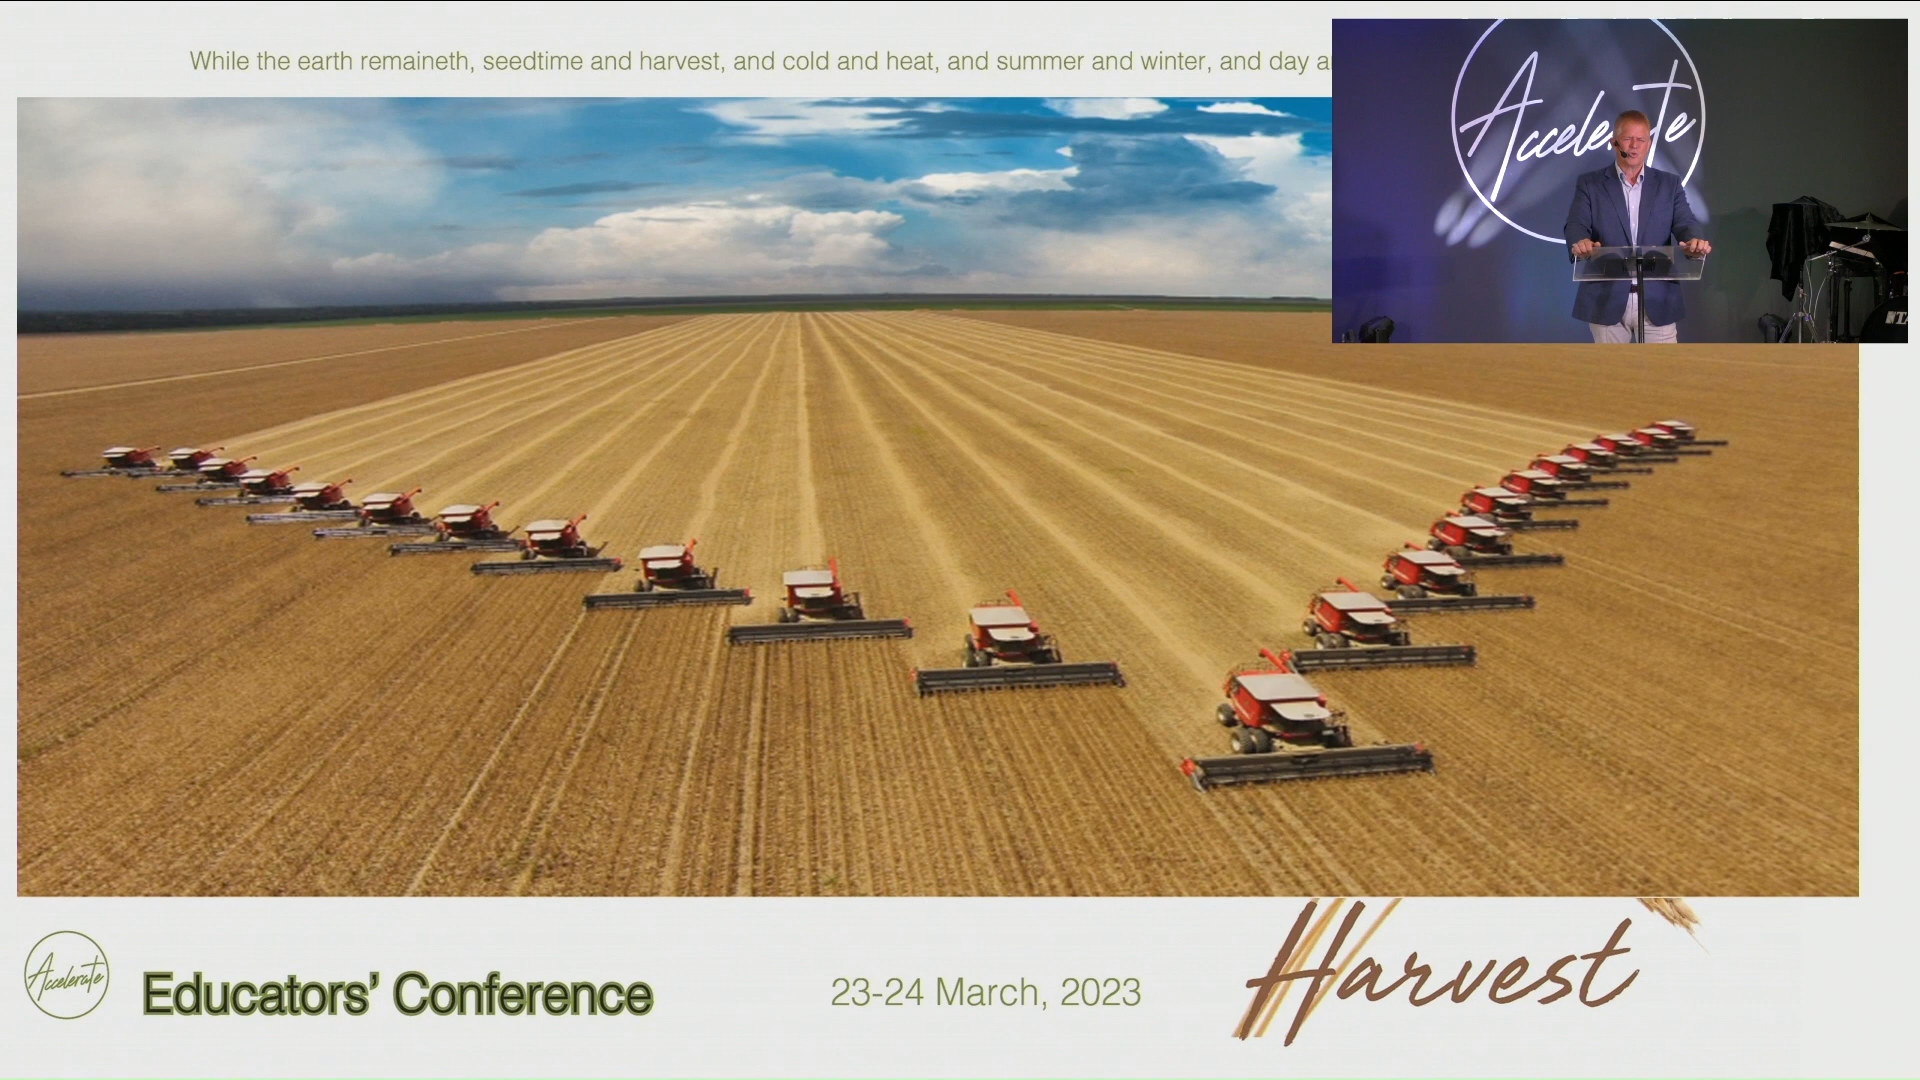 While the earth remaineth, seedtime and harvest, and cold and heat, and summer and winter, and day
Accelerate
Accelerate
Educators’ Conference
23-24 March, 2023
Harvest